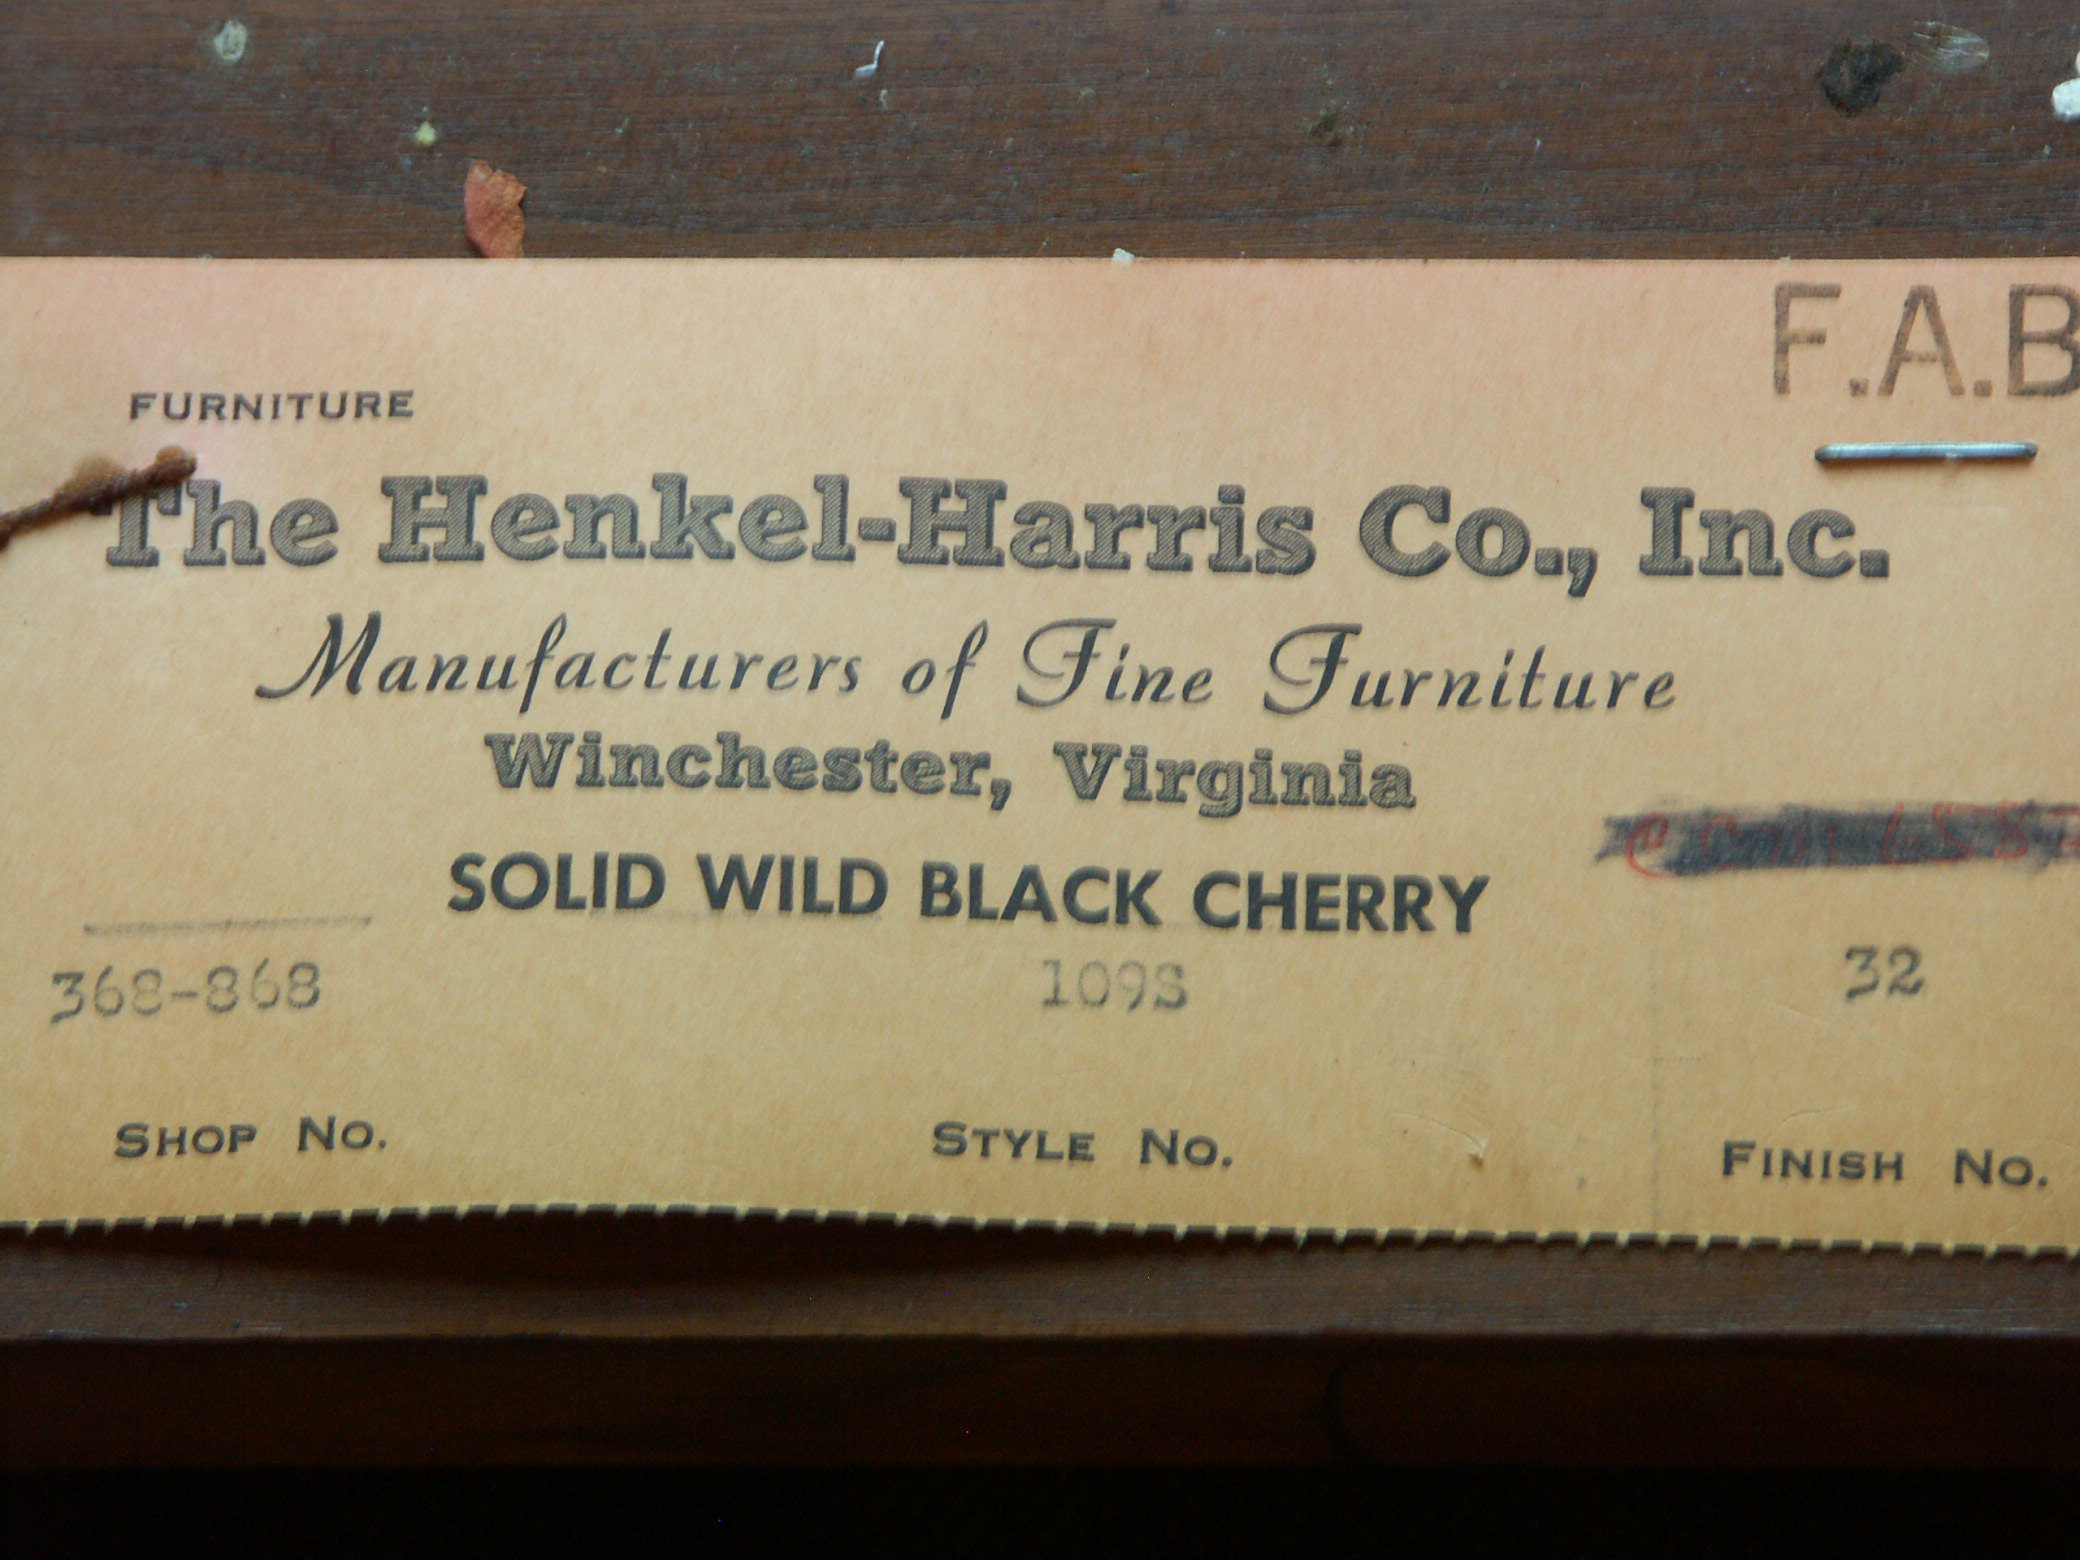 F.A.B
FURNITURE
The Henkel-Harris Co., Inc.
Manufacturers of Fine Furniture
Winchester, Virginia
SOLID WILD BLACK CHERRY
368-868 109S 32
SHOP No. STYLE No. FINISH No.